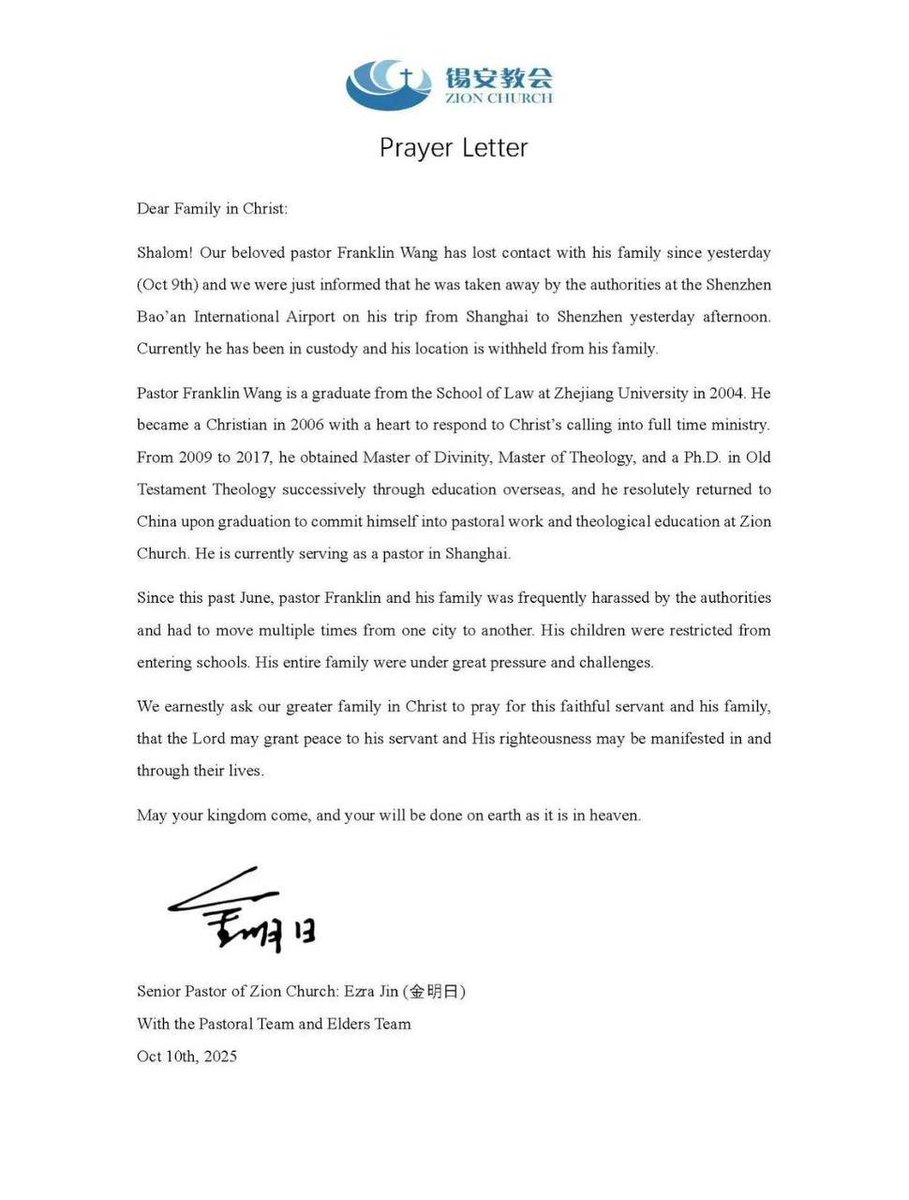 锡安教会
ZION CHURCH
Prayer Letter
Dear Family in Christ:
Shalom! Our beloved pastor Franklin Wang has lost contact with his family since yesterday
(Oct 9th) and we were just informed that he was taken away by the authorities at the Shenzhen
Bao’an International Airport on his trip from Shanghai to Shenzhen yesterday afternoon.
Currently he has been in custody and his location is withheld from his family.
Pastor Franklin Wang is a graduate from the School of Law at Zhejiang University in 2004. He
became a Christian in 2006 with a heart to respond to Christ’s calling into full time ministry.
From 2009 to 2017, he obtained Master of Divinity, Master of Theology, and a Ph.D. in Old
Testament Theology successively through education overseas, and he resolutely returned to
China upon graduation to commit himself into pastoral work and theological education at Zion
Church. He is currently serving as a pastor in Shanghai.
Since this past June, pastor Franklin and his family was frequently harassed by the authorities
and had to move multiple times from one city to another. His children were restricted from
entering schools. His entire family were under great pressure and challenges.
We earnestly ask our greater family in Christ to pray for this faithful servant and his family,
that the Lord may grant peace to his servant and His righteousness may be manifested in and
through their lives.
May your kingdom come, and your will be done on earth as it is in heaven.
金明日
Senior Pastor of Zion Church: Ezra Jin (金明日)
With the Pastoral Team and Elders Team
Oct 10th, 2025